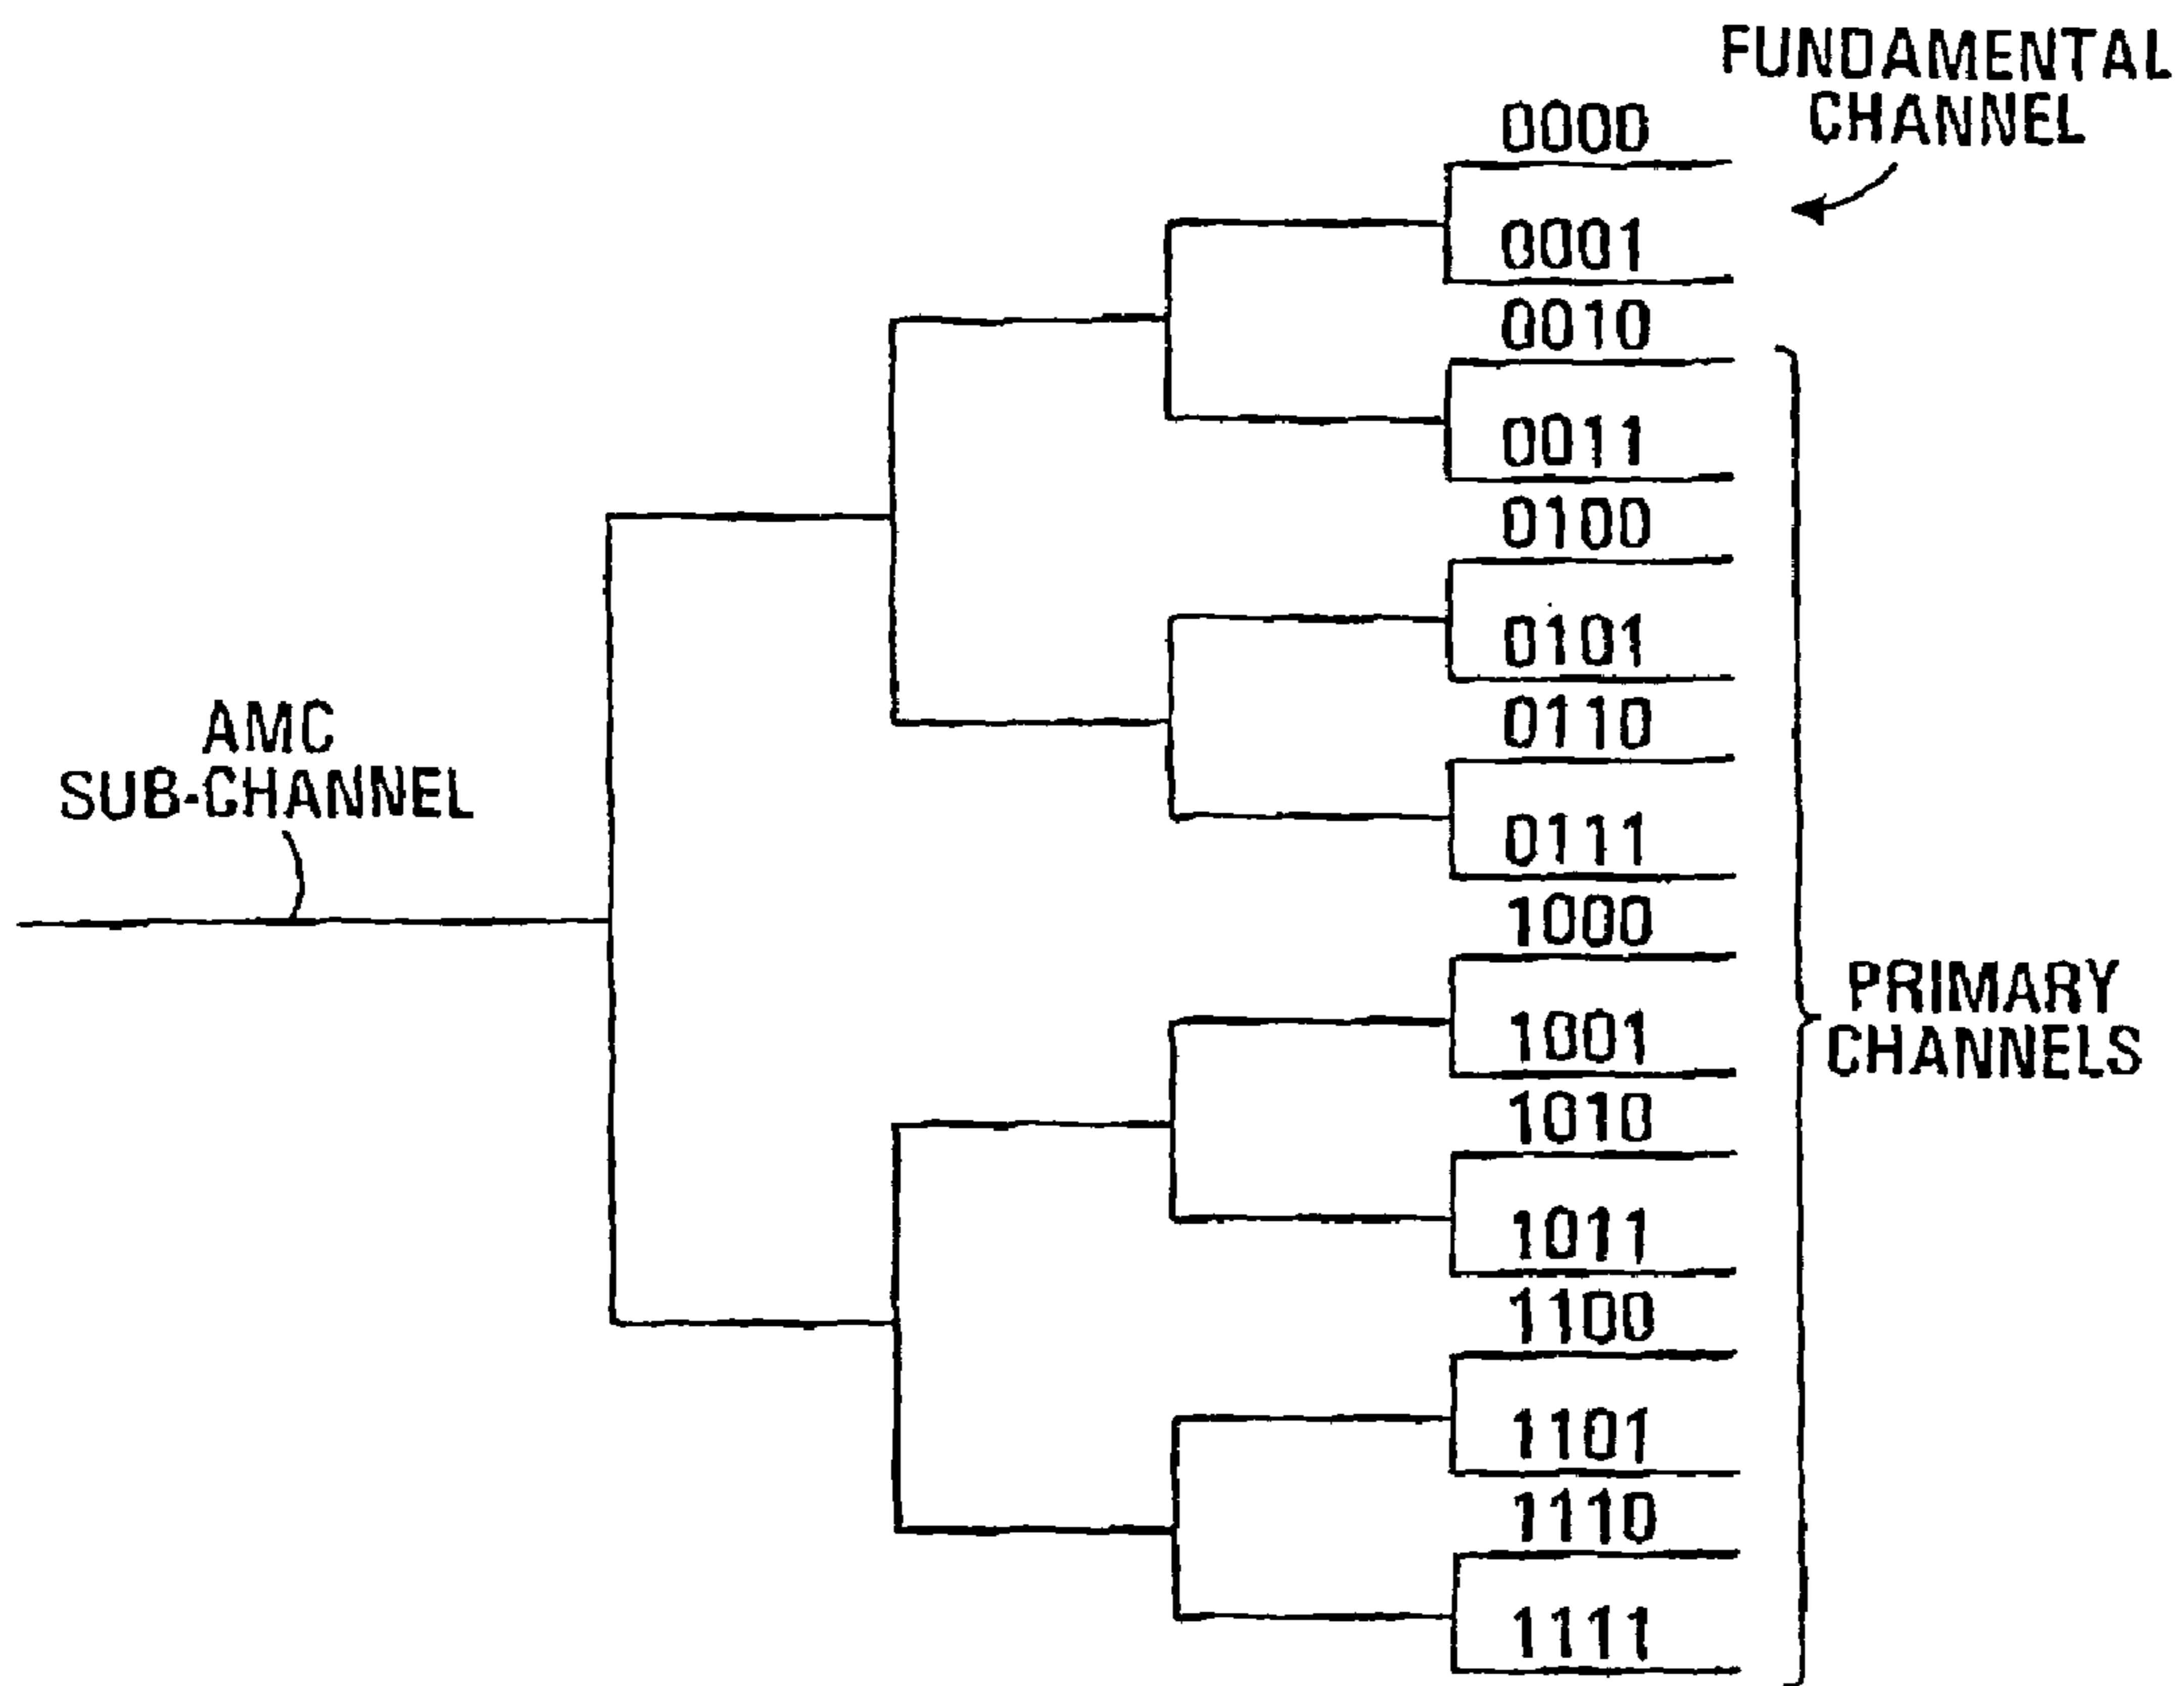 FUNDAMENTAL
CHANNEL
0000
0001
0010
0011
0100
0101
0110
0111
AMC
SUB-CHANNEL
1000
1001
1010
1011
1100
1101
1110
1111
PRIMARY
CHANNELS